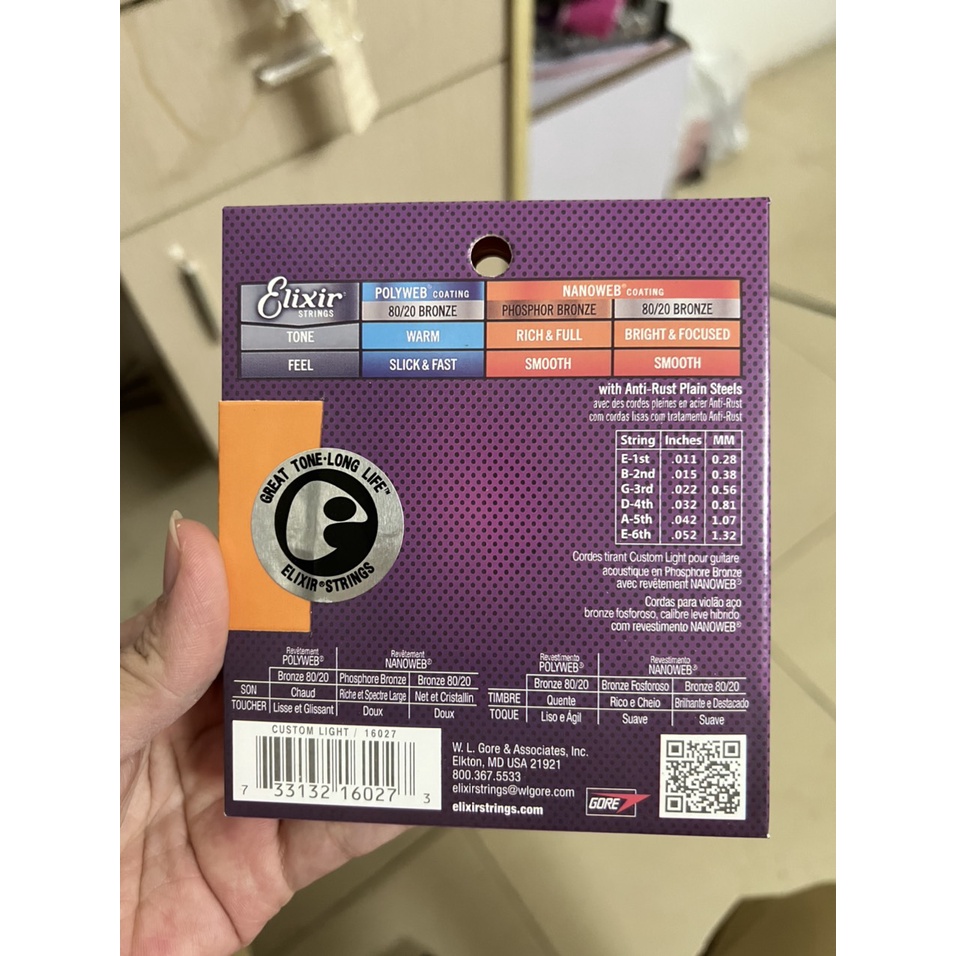 Elixir®
STRINGS
POLYWEB® COATING
NANOWEB® COATING
80/20 BRONZE
PHOSPHOR BRONZE
80/20 BRONZE
TONE
WARM
RICH & FULL
BRIGHT & FOCUSED
FEEL
SLICK & FAST
SMOOTH
SMOOTH
with Anti-Rust Plain Steels
avec des cordes pleines en acier Anti-Rust
com cordas lisas com tratamento Anti-Rust
String Inches MM
E-1st .011 0.28
B-2nd .015 0.38
G-3rd .022 0.56
D-4th .032 0.81
A-5th .042 1.07
E-6th .052 1.32
GREAT TONE·LONG LIFE™
ELIXIR®STRINGS
Cordes tirant Custom Light pour guitare
acoustique en Phosphore Bronze
avec revêtement NANOWEB®
Cordas para violão aço
bronze fosforoso, calibre leve híbrido
com revestimento NANOWEB®
Revêtement
POLYWEB®
Revêtement
NANOWEB®
Bronze 80/20 Phosphore Bronze Bronze 80/20
SON Chaud Riche et Spectre Large Net et Cristallin
TOUCHER Lisse et Glissant Doux Doux
Revestimento
POLYWEB®
Revestimento
NANOWEB®
Bronze 80/20 Bronze Fosforoso Bronze 80/20
TIMBRE Quente Rico e Cheio Brilhante e Destacado
TOQUE Liso e Ágil Suave Suave
CUSTOM LIGHT / 16027
7 33132 16027 3
W. L. Gore & Associates, Inc.
Elkton, MD USA 21921
800.367.5533
elixirstrings@wlgore.com
elixirstrings.com
GORE